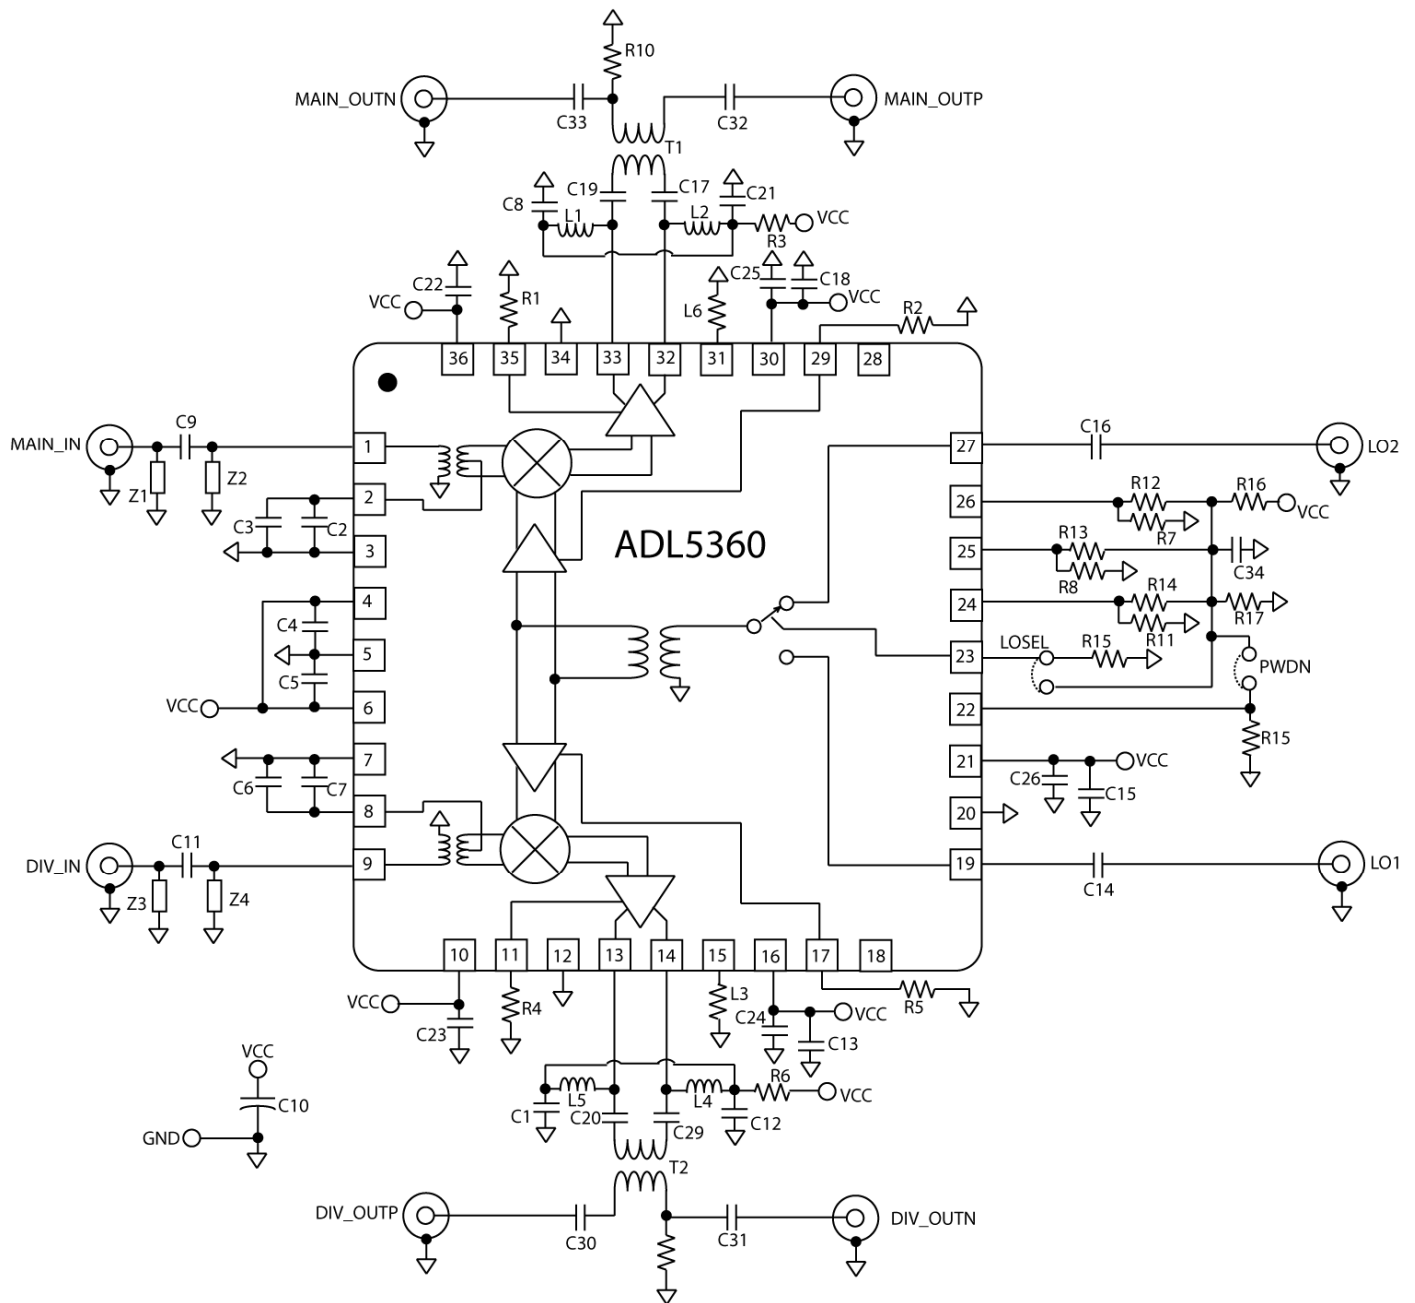 R10
MAIN_OUTN
MAIN_OUTP
C33
C32
T1
C19
C17
C8
C21
L1
L2
VCC
R3
C22
C25
C18
VCC
R1
L6
VCC
R2
36
35
34
33
32
31
30
29
28
C9
MAIN_IN
1
27
C16
LO2
Z1
Z2
2
26
R12
R16
VCC
C3
C2
R7
3
ADL5360
25
R13
C34
R8
4
24
R14
R17
C4
R11
5
23
LOSEL
R15
C5
PWDN
VCC
6
22
R15
7
21
VCC
C6
C7
C26
C15
8
20
C11
DIV_IN
9
19
LO1
C14
Z3
Z4
10
11
12
13
14
15
16
17
18
VCC
R4
L3
VCC
R5
C23
C24
C13
VCC
R6
VCC
C10
L5
L4
C1
C20
C29
C12
GND
T2
DIV_OUTP
DIV_OUTN
C30
C31